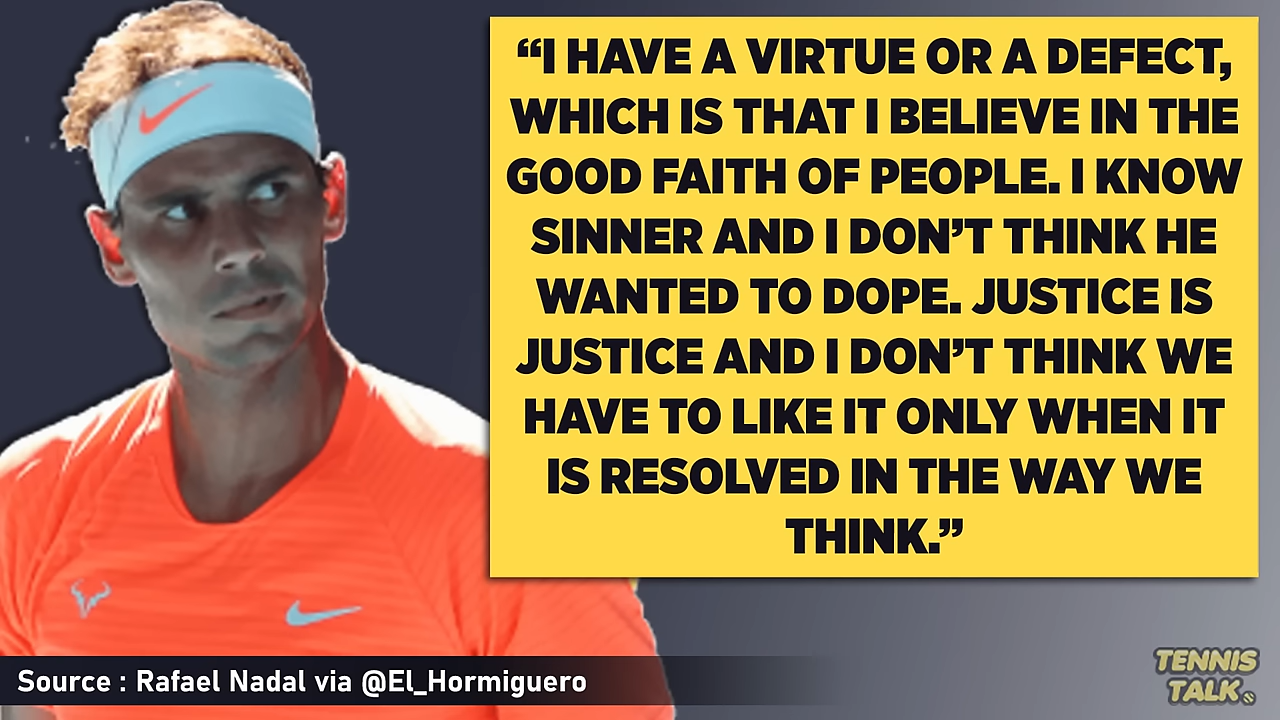 “I HAVE A VIRTUE OR A DEFECT,
WHICH IS THAT I BELIEVE IN THE
GOOD FAITH OF PEOPLE. I KNOW
SINNER AND I DON’T THINK HE
WANTED TO DOPE. JUSTICE IS
JUSTICE AND I DON’T THINK WE
HAVE TO LIKE IT ONLY WHEN IT
IS RESOLVED IN THE WAY WE
THINK.”
Source : Rafael Nadal via @El_Hormiguero
TENNIS
TALK